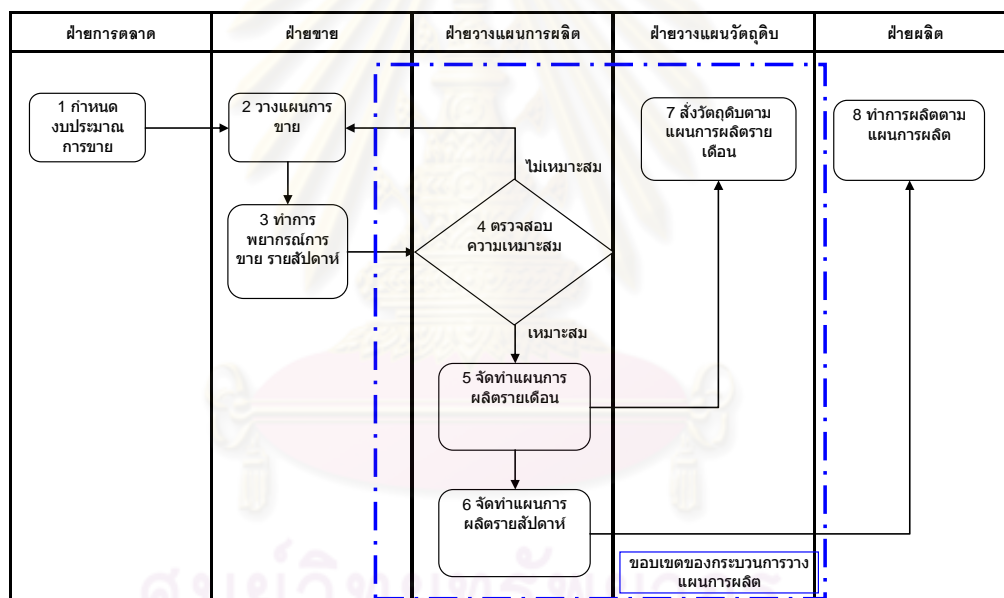 ฝ่ายการตลาด
ฝ่ายขาย
ฝ่ายวางแผนการผลิต
ฝ่ายวางแผนวัตถุดิบ
ฝ่ายผลิต
1 กำหนด
งบประมาณ
การขาย
2 วางแผนการ
ขาย
7 สั่งวัตถุดิบตาม
แผนการผลิตราย
เดือน
8 ทำการผลิตตาม
แผนการผลิต
ไม่เหมาะสม
3 ทำการ
พยากรณ์การ
ขาย รายสัปดาห์
4 ตรวจสอบ
ความเหมาะสม
เหมาะสม
5 จัดทำแผนการ
ผลิตรายเดือน
6 จัดทำแผนการ
ผลิตรายสัปดาห์
ขอบเขตของกระบวนการวาง
แผนการผลิต